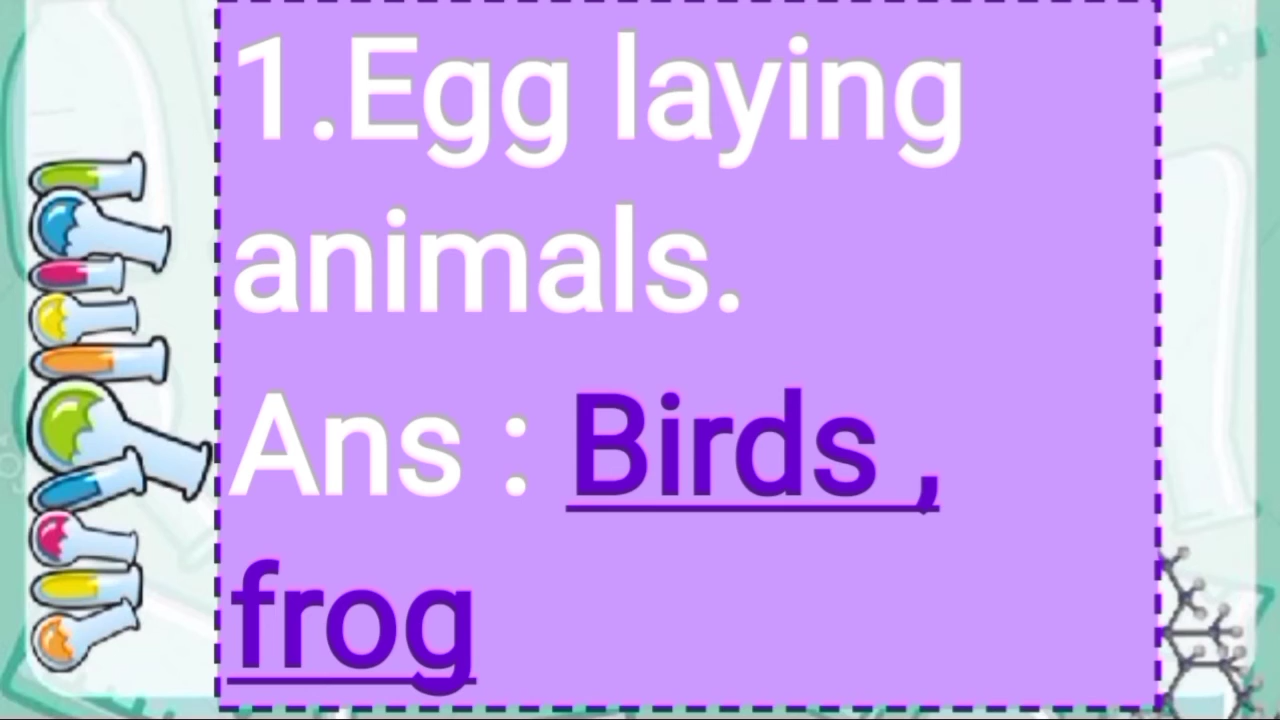 1.Egg laying
animals.
Ans : Birds ,
frog